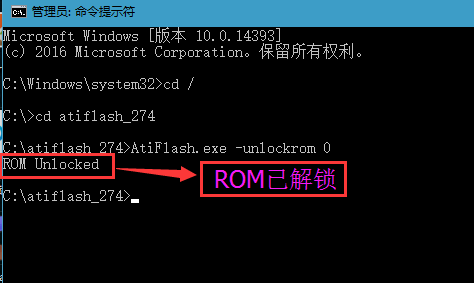 管理员: 命令提示符
Microsoft Windows [版本 10.0.14393]
(c) 2016 Microsoft Corporation。保留所有权利。
C:\Windows\system32>cd /
C:\>cd atiflash_274
C:\atiflash_274>AtiFlash.exe -unlockrom 0
ROM Unlocked
ROM已解锁
C:\atiflash_274>